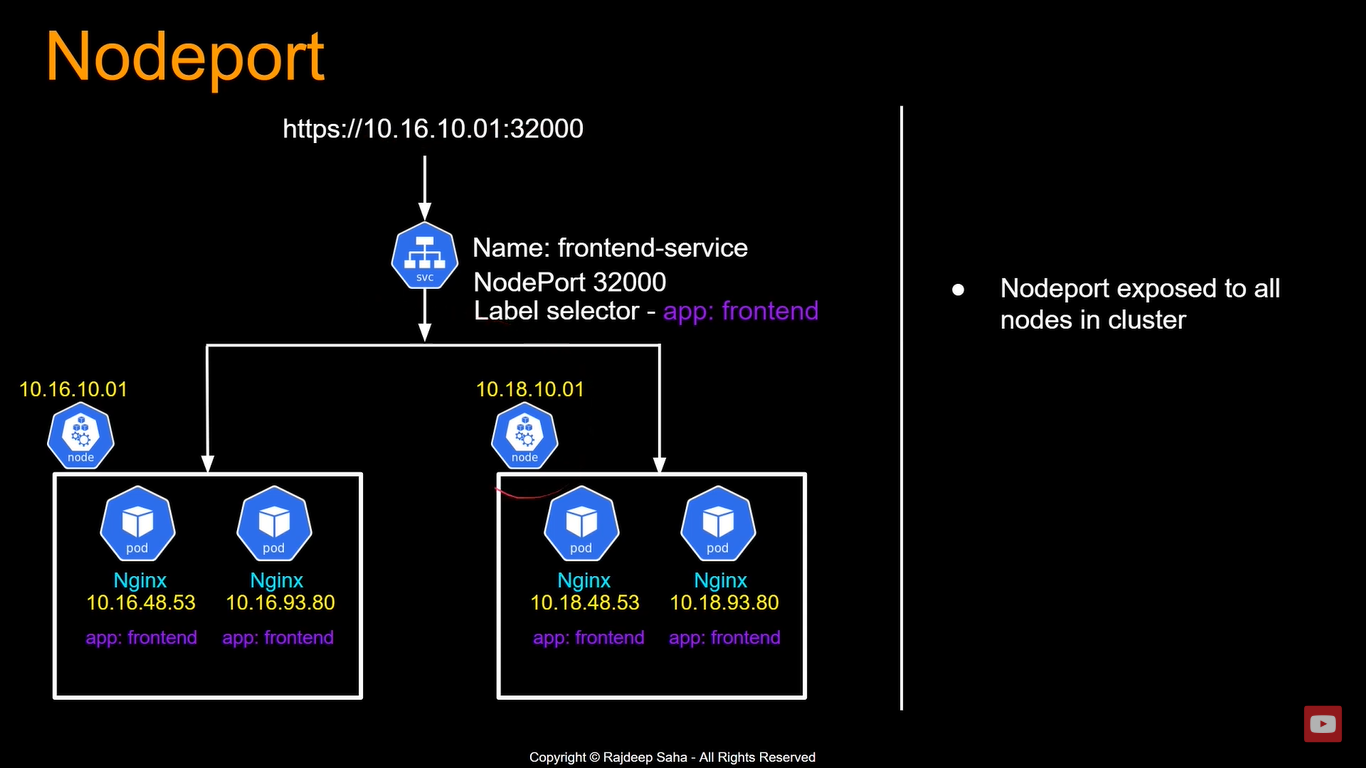 Nodeport
https://10.16.10.01:32000
svc
Name: frontend-service
NodePort 32000
Label selector - app: frontend
10.16.10.01
node
10.18.10.01
node
pod
Nginx
10.16.48.53
app: frontend
pod
Nginx
10.16.93.80
app: frontend
pod
Nginx
10.18.48.53
app: frontend
pod
Nginx
10.18.93.80
app: frontend
● Nodeport exposed to all
nodes in cluster
Copyright © Rajdeep Saha - All Rights Reserved